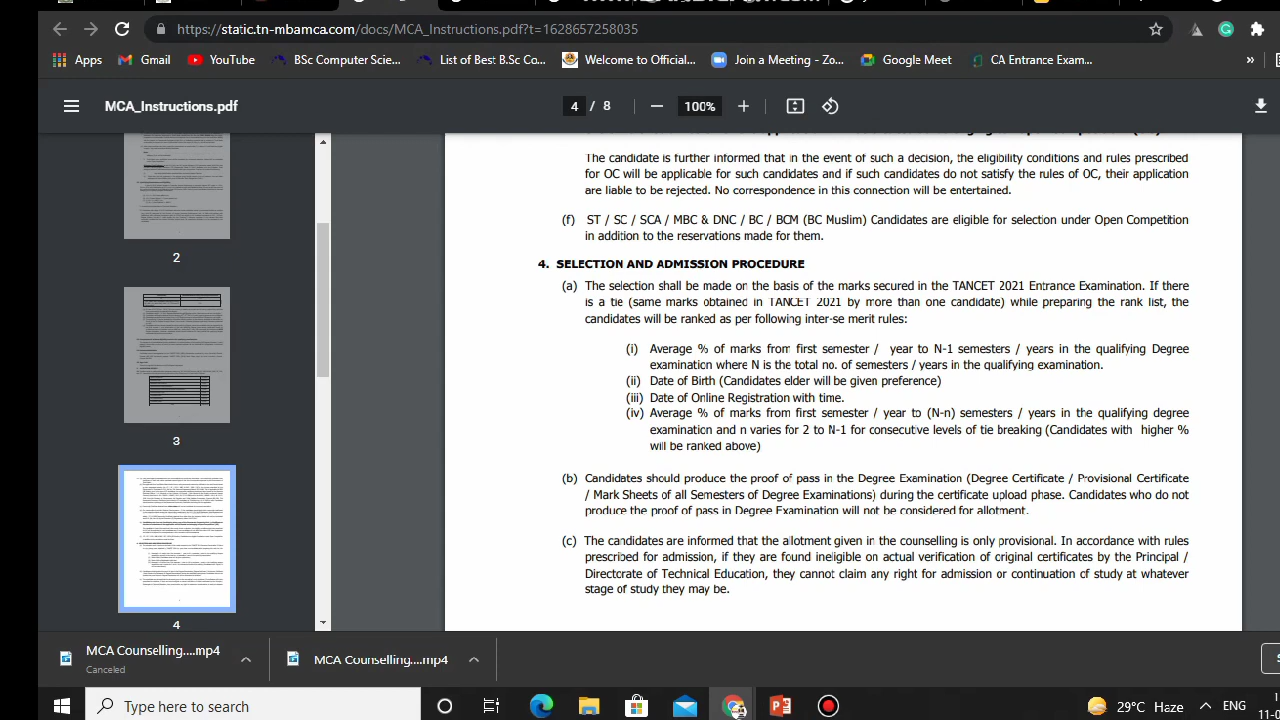 https://static.tn-mbamca.com/docs/MCA_Instructions.pdf?t=1628657258035
Apps Gmail YouTube BSc Computer Scie... List of Best B.Sc Co... Welcome to Official... Join a Meeting - Zo... Google Meet CA Entrance Exam... »
MCA_Instructions.pdf 4 / 8 100%
The candidate is further informed that in the event of such a decision, the eligibility conditions and rules prescribed
for OC will be applicable for such candidates and if such candidates do not satisfy the rules of OC, their application
are liable to be rejected. No correspondence in this connection will be entertained.
(f) ST / SC / SCA / MBC & DNC / BC / BCM (BC Muslim) Candidates are eligible for selection under Open Competition
in addition to the reservations made for them.
2
4. SELECTION AND ADMISSION PROCEDURE
(a) The selection shall be made on the basis of the marks secured in the TANCET 2021 Entrance Examination. If there
is a tie (same marks obtained in TANCET 2021 by more than one candidate) while preparing the rank list, the
candidates will be ranked as per following inter-se merit rules:
(i) Average % of marks from first semester / year to N-1 semesters / years in the qualifying Degree
examination where N is the total no. of semesters / years in the qualifying examination.
(ii) Date of Birth (Candidates elder will be given preference)
(iii) Date of Online Registration with time.
(iv) Average % of marks from first semester / year to (N-n) semesters / years in the qualifying degree
examination and n varies for 2 to N-1 for consecutive levels of tie breaking (Candidates with higher %
will be ranked above)
3
(b) Candidates should produce the proof of pass in the Degree Examination (Degree Certificate / Provisional Certificate
/ Mark Sheets of all Semesters of Degree Examinations) during the certificate upload phase. Candidates who do not
produce the proof of pass in Degree Examination will not be considered for allotment.
(c) The candidates are informed that the allotment given in the counselling is only provisional. In accordance with rules
prescribed for admission, if they are found ineligible on actual verification of original certificates by the Principal /
Directorate of Technical Education, they cannot claim any right for admission or continuation of study at whatever
stage of study they may be.
4
MCA Counselling....mp4
Canceled
MCA Counselling....mp4
Type here to search
29°C Haze ENG